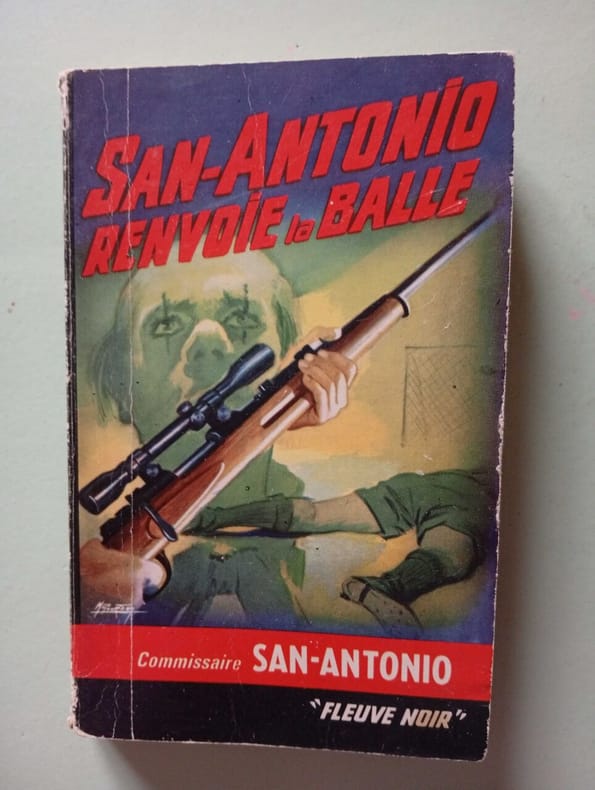 SAN-ANTONIO
RENVOIE la BALLE
Commissaire SAN-ANTONIO
"FLEUVE NOIR"